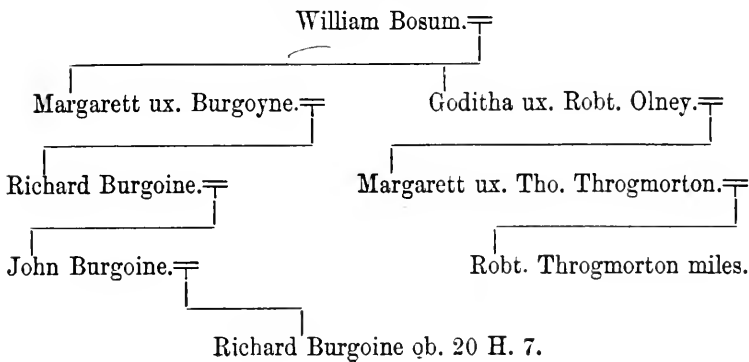 William Bosum.
Margarett ux. Burgoyne. Goditha ux. Robt. Olney.
Richard Burgoine. Margarett ux. Tho. Throgmorton.
John Burgoine. Robt. Throgmorton miles.
Richard Burgoine ob. 20 H. 7.